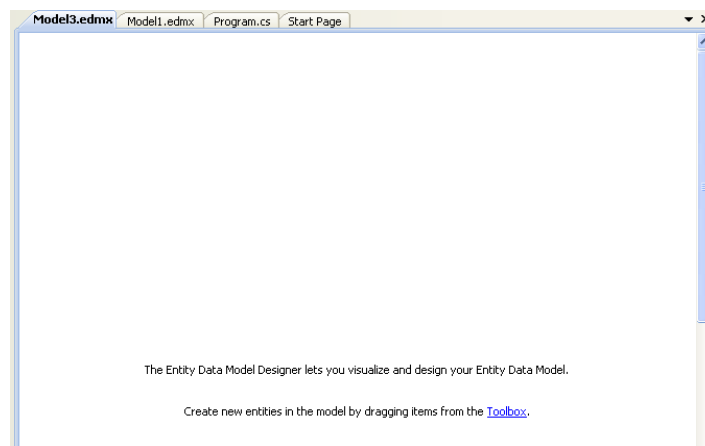 Model3.edmx Model1.edmx Program.cs Start Page
The Entity Data Model Designer lets you visualize and design your Entity Data Model.
Create new entities in the model by dragging items from the Toolbox.